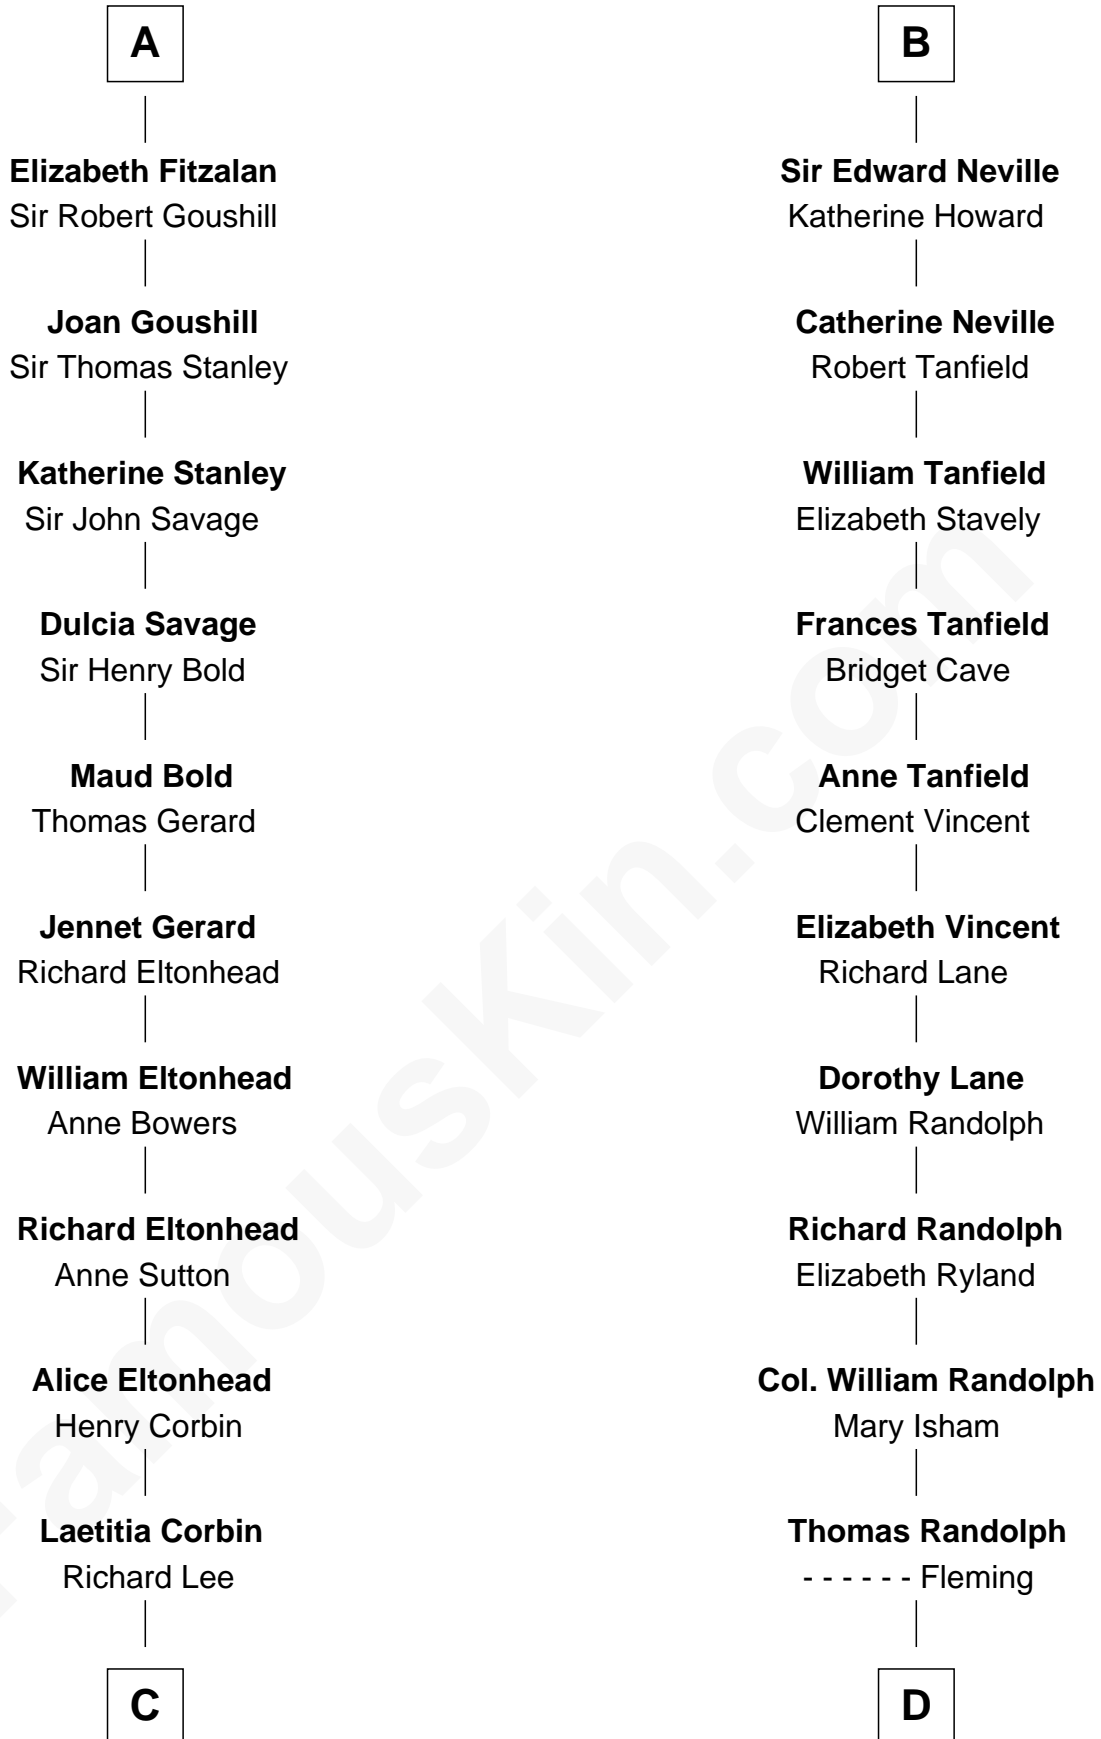 A
Elizabeth Fitzalan
Sir Robert Goushill
Joan Goushill
Sir Thomas Stanley
Katherine Stanley
Sir John Savage
Dulcia Savage
Sir Henry Bold
Maud Bold
Thomas Gerard
Jennet Gerard
Richard Eltonhead
William Eltonhead
Anne Bowers
Richard Eltonhead
Anne Sutton
Alice Eltonhead
Henry Corbin
Laetitia Corbin
Richard Lee
C
B
Sir Edward Neville
Katherine Howard
Catherine Neville
Robert Tanfield
William Tanfield
Elizabeth Stavely
Frances Tanfield
Bridget Cave
Anne Tanfield
Clement Vincent
Elizabeth Vincent
Richard Lane
Dorothy Lane
William Randolph
Richard Randolph
Elizabeth Ryland
Col. William Randolph
Mary Isham
Thomas Randolph
- - - - - - Fleming
D
FamousKin.com